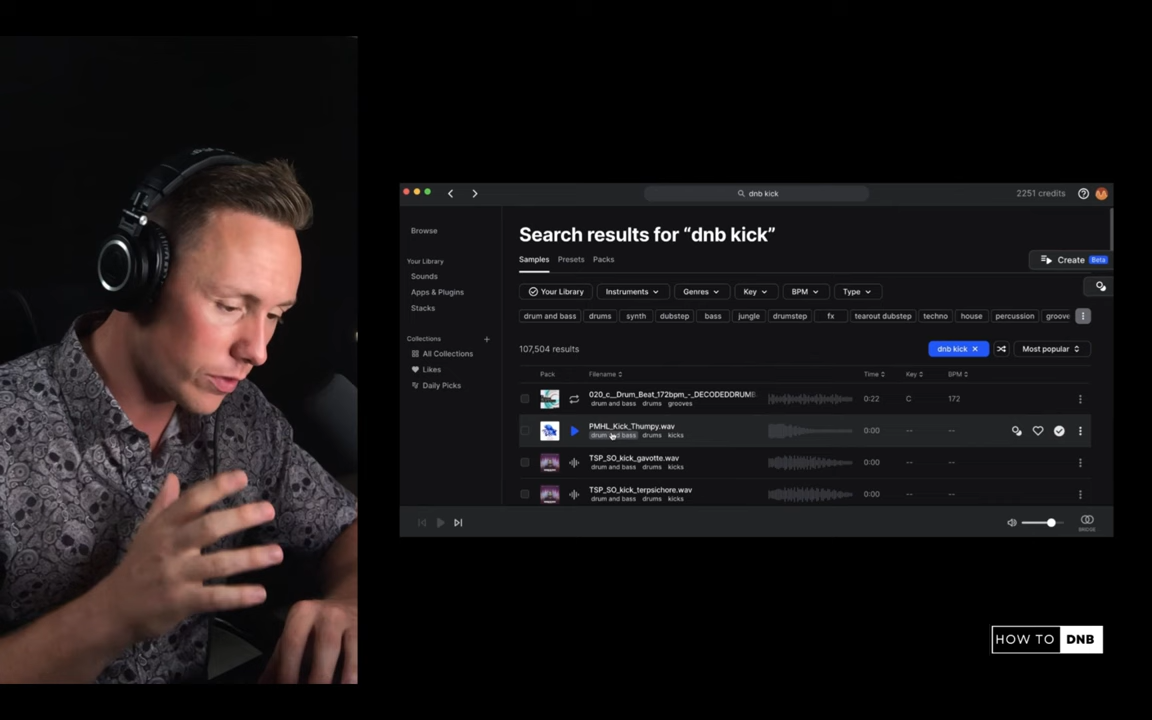 dnb kick
2251 credits
Browse
Your Library
Sounds
Apps & Plugins
Stacks
Collections
All Collections
Likes
Daily Picks
Search results for “dnb kick”
Samples Presets Packs
Create Beta
Your Library Instruments Genres Key BPM Type
drum and bass drums synth dubstep bass jungle drumstep fx tearout dubstep techno house percussion groove
107,504 results
dnb kick Most popular
Pack Filename Time Key BPM
020_c__Drum_Beat_172bpm_-_DECODEDDRUMB 0:22 C 172
drum and bass drums grooves
PMHL_Kick_Thumpy.wav 0:00 -- --
drum and bass drums kicks
TSP_SO_kick_gavotte.wav 0:00 -- --
drum and bass drums kicks
TSP_SO_kick_terpsichore.wav 0:00 -- --
drum and bass drums kicks
BRIDGE
HOW TO DNB